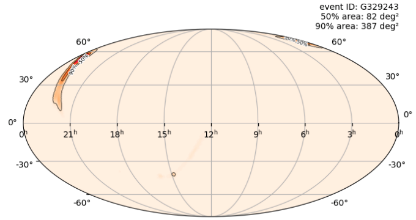 event ID: G329243
50% area: 82 deg²
90% area: 387 deg²
60° 60°
30° 30°
0° 0°
0ʰ 21ʰ 18ʰ 15ʰ 12ʰ 9ʰ 6ʰ 3ʰ 0ʰ
-30° -30°
-60° -60°